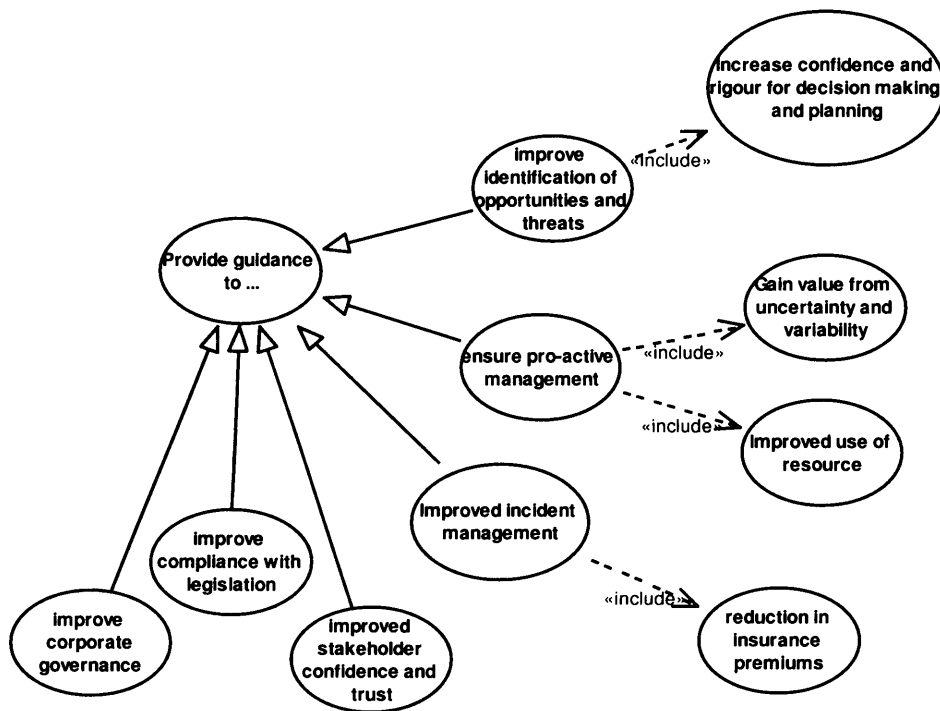 Increase confidence and
rigour for decision making
and planning
«include»
improve
identification of
opportunities and
threats
Provide guidance
to ...
Gain value from
uncertainty and
variability
«include»
ensure pro-active
management
«include»
Improved use of
resource
Improved incident
management
improve
compliance with
legislation
«include»
improve
corporate
governance
improved
stakeholder
confidence and
trust
reduction in
insurance
premiums